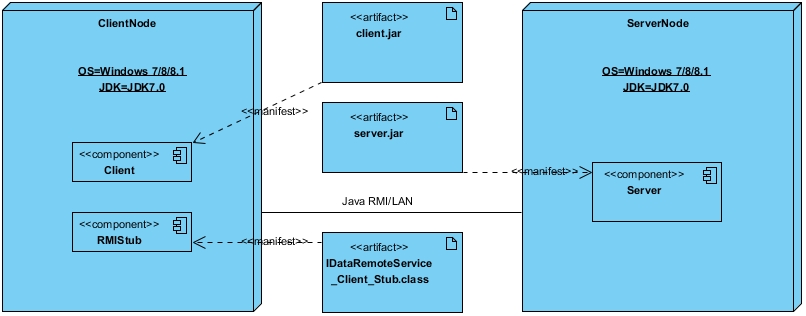 ClientNode
OS=Windows 7/8/8.1
JDK=JDK7.0
<<component>>
Client
<<component>>
RMIStub
<<artifact>>
client.jar
<<manifest>>
<<artifact>>
server.jar
<<manifest>>
Java RMI/LAN
<<manifest>>
<<artifact>>
IDataRemoteService
_Client_Stub.class
ServerNode
OS=Windows 7/8/8.1
JDK=JDK7.0
<<component>>
Server